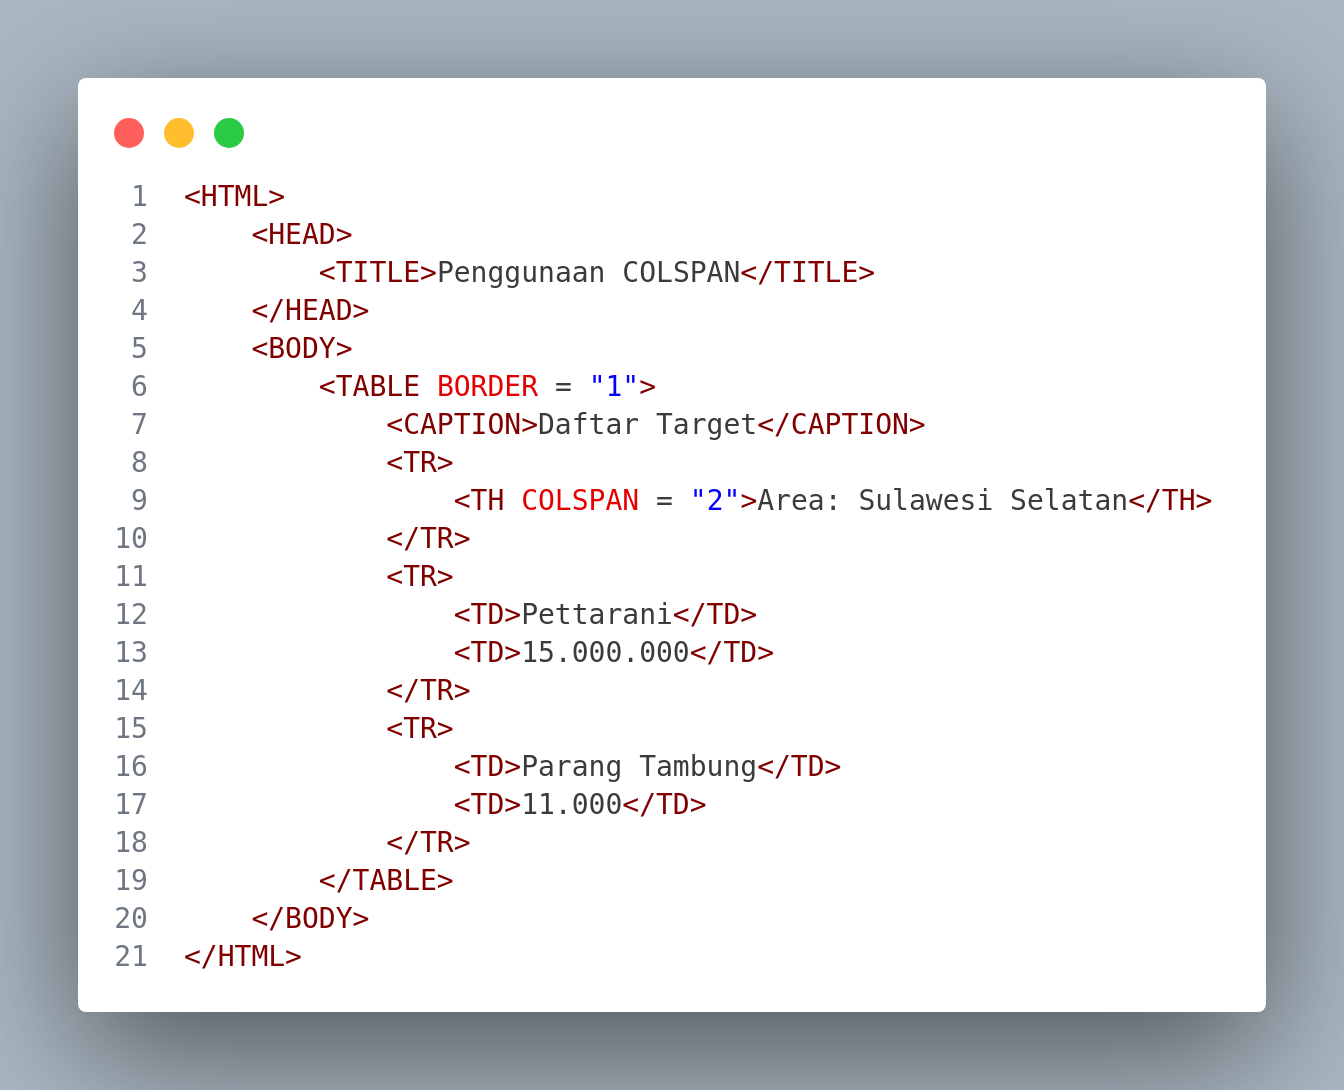 1 <HTML>
2     <HEAD>
3         <TITLE>Penggunaan COLSPAN</TITLE>
4     </HEAD>
5     <BODY>
6         <TABLE BORDER = "1">
7             <CAPTION>Daftar Target</CAPTION>
8             <TR>
9                 <TH COLSPAN = "2">Area: Sulawesi Selatan</TH>
10             </TR>
11             <TR>
12                 <TD>Pettarani</TD>
13                 <TD>15.000.000</TD>
14             </TR>
15             <TR>
16                 <TD>Parang Tambung</TD>
17                 <TD>11.000</TD>
18             </TR>
19         </TABLE>
20     </BODY>
21 </HTML>